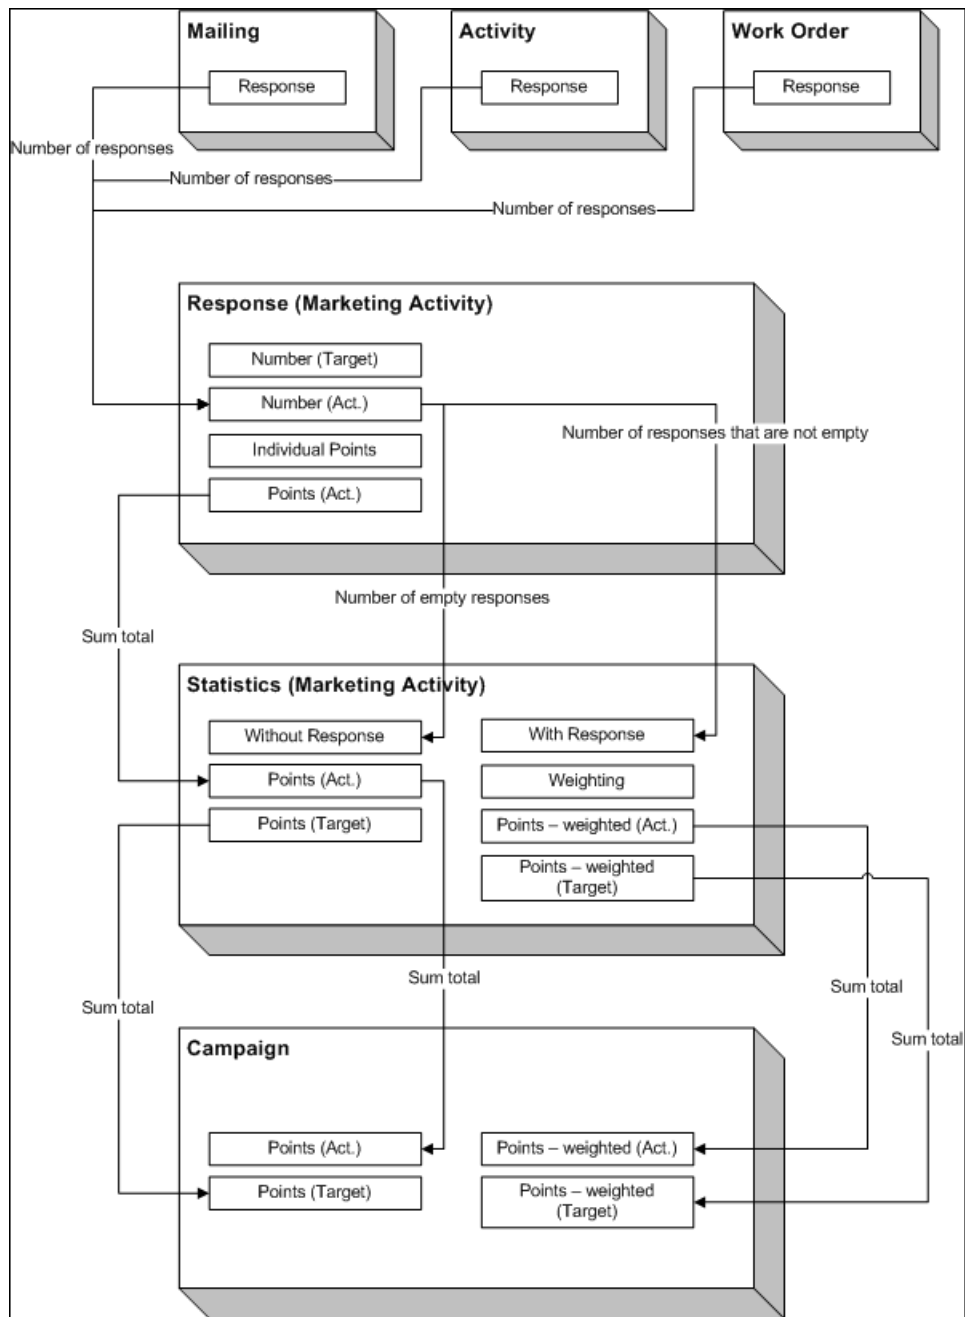 Mailing
Activity
Work Order
Response
Response
Response
Number of responses
Number of responses
Number of responses
Response (Marketing Activity)
Number (Target)
Number (Act.)
Number of responses that are not empty
Individual Points
Points (Act.)
Number of empty responses
Sum total
Statistics (Marketing Activity)
Without Response
With Response
Points (Act.)
Weighting
Points (Target)
Points – weighted (Act.)
Points – weighted
(Target)
Sum total
Sum total
Sum total
Sum total
Campaign
Points (Act.)
Points – weighted (Act.)
Points (Target)
Points – weighted
(Target)